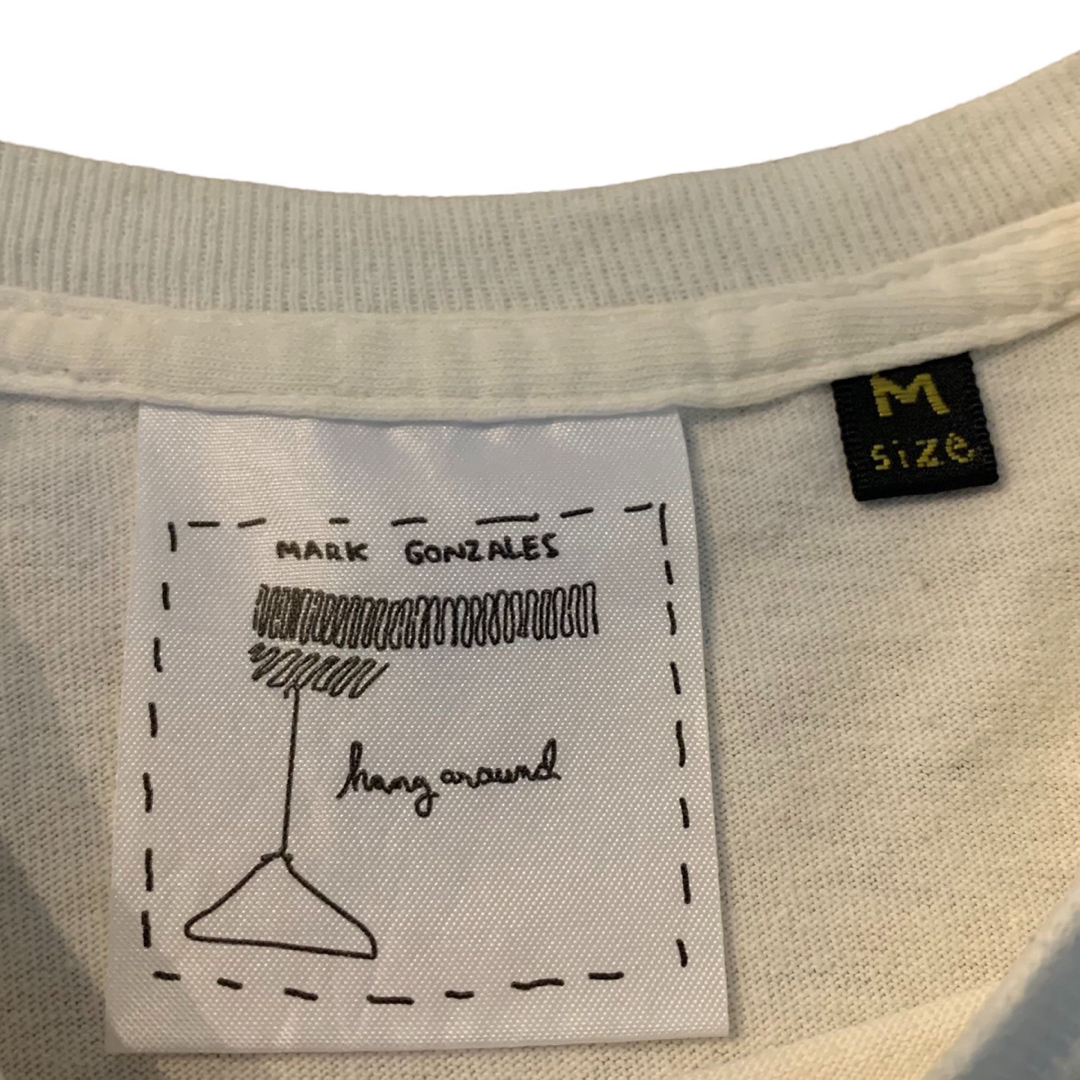 M
size
MARK GONZALES
hang around